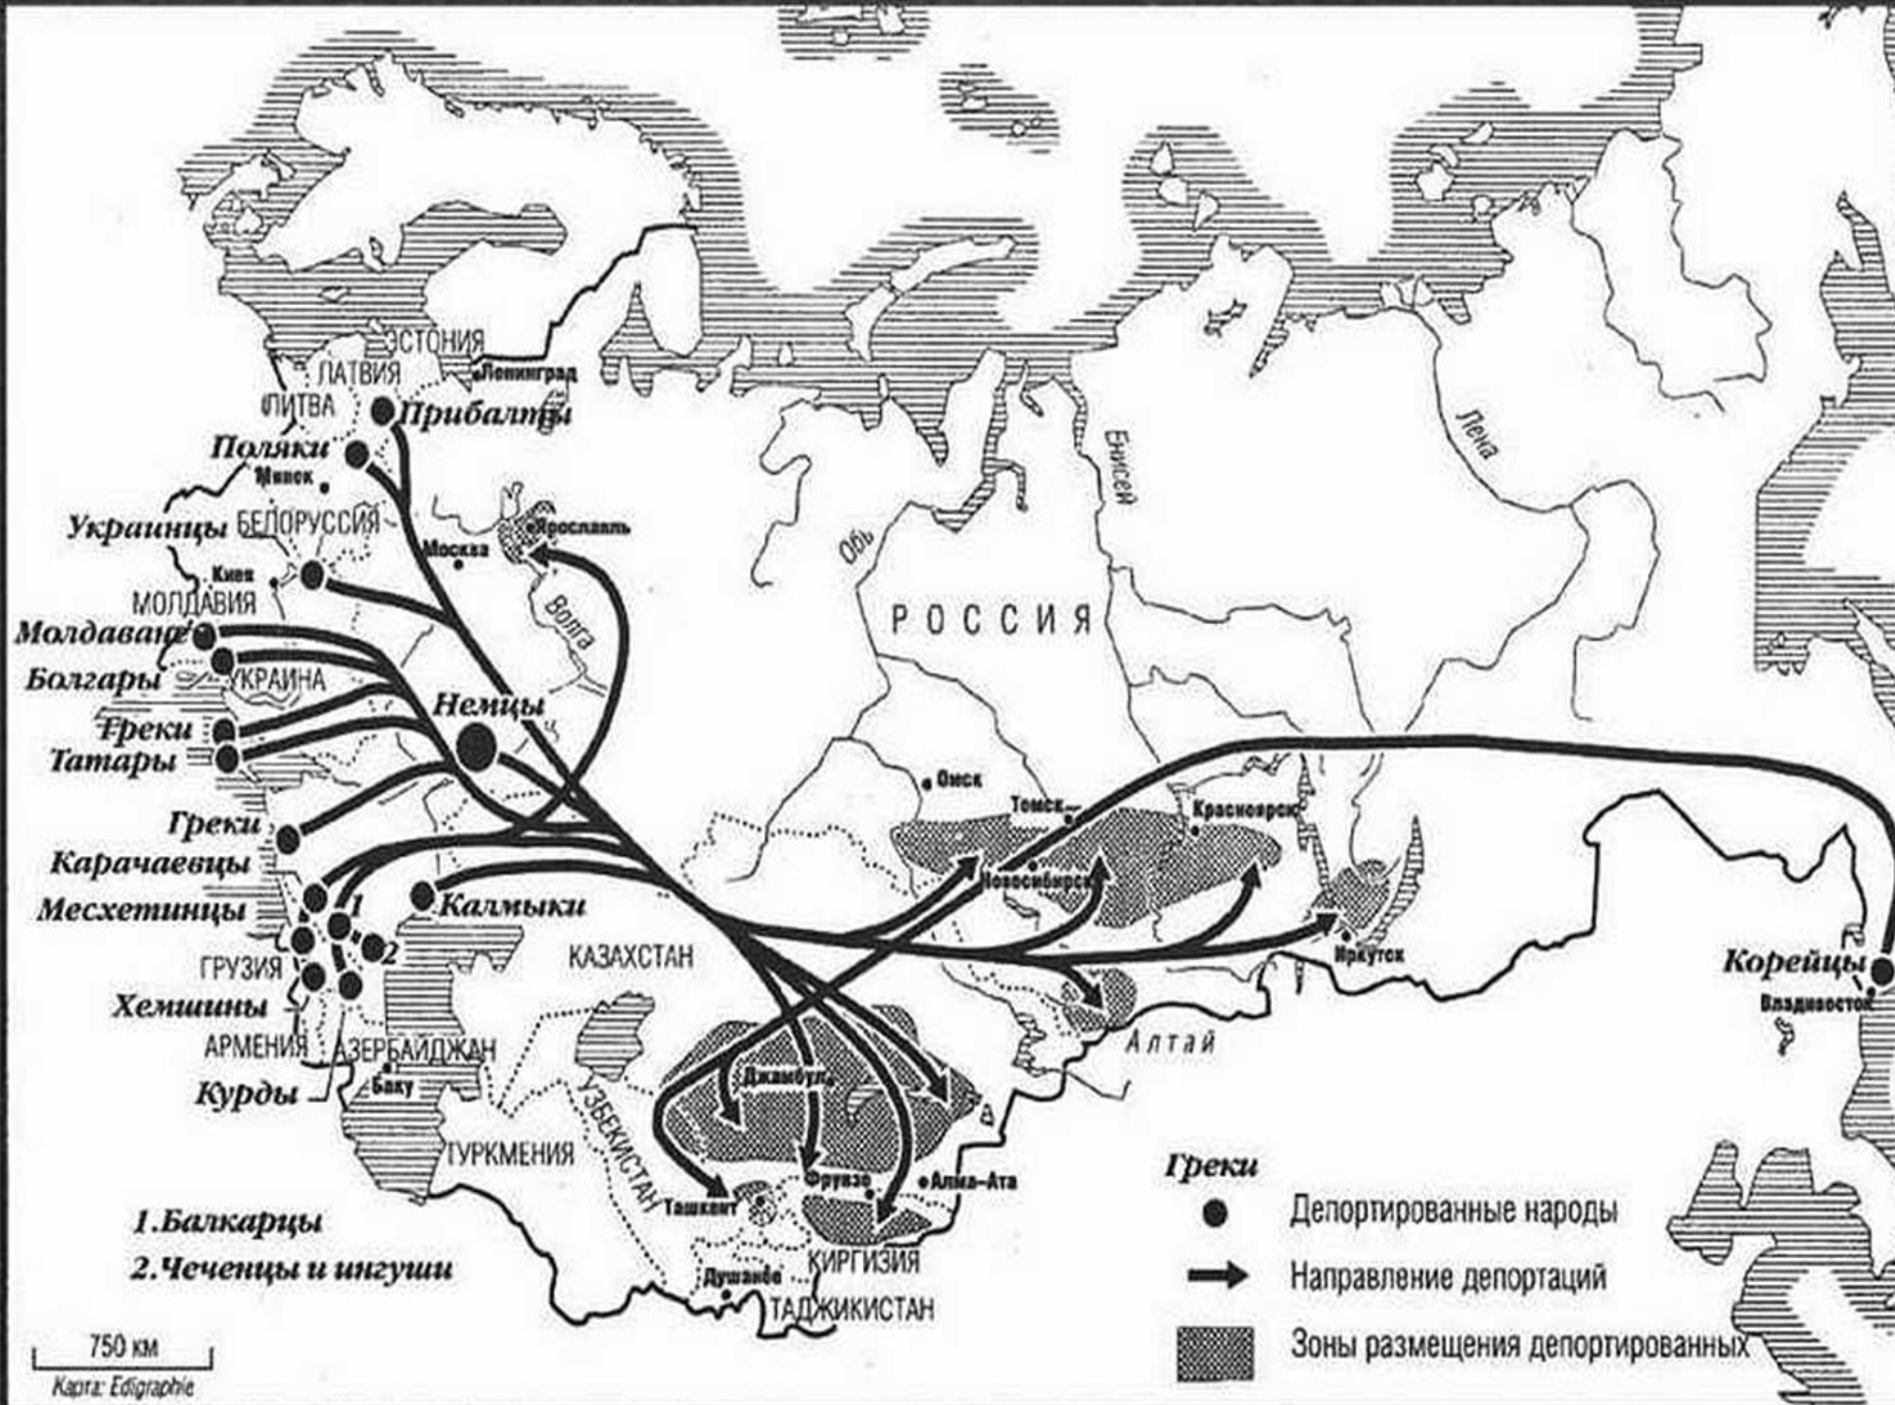 ЭСТОНИЯ
ЛАТВИЯ
Ленинград
ЛИТВА
Прибалты
Поляки
Минск
Украинцы
БЕЛОРУССИЯ
Ярославль
Москва
Киев
МОЛДАВИЯ
Волга
Молдаване
Болгары
УКРАИНА
Немцы
Греки
Татары
Греки
Карачаевцы
Месхетинцы
1
2
Калмыки
ГРУЗИЯ
Хемшины
АРМЕНИЯ
АЗЕРБАЙДЖАН
Баку
Курды
КАЗАХСТАН
ТУРКМЕНИЯ
УЗБЕКИСТАН
Обь
Енисей
Лена
РОССИЯ
Омск
Томск
Красноярск
Новосибирск
Иркутск
Алтай
Корейцы
Владивосток
Джамбул
Фрунзе
Алма-Ата
Ташкент
КИРГИЗИЯ
Душанбе
ТАДЖИКИСТАН
1.Балкарцы
2.Чеченцы и ингуши
750 км
Карта: Edigraphie
Греки
Депортированные народы
Направление депортаций
Зоны размещения депортированных